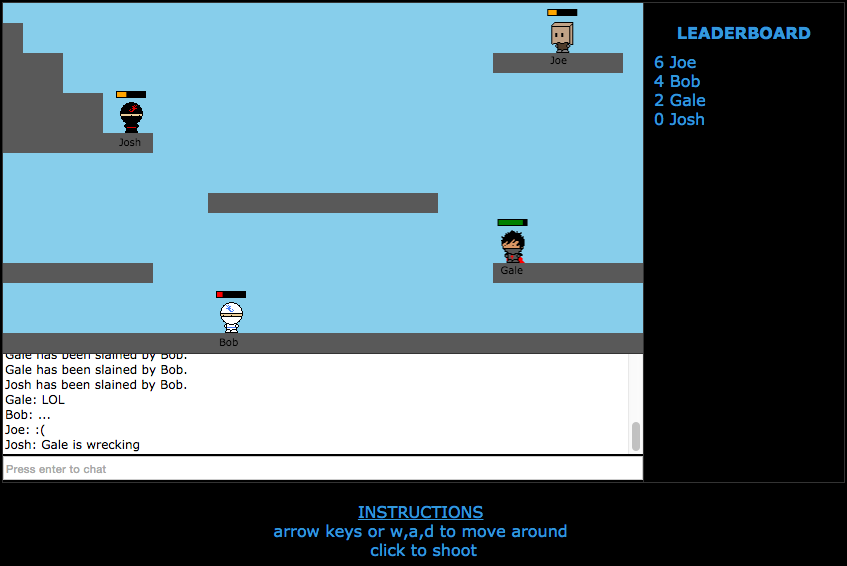 LEADERBOARD
6 Joe
4 Bob
2 Gale
0 Josh
Joe
Josh
Gale
Bob
Gale has been slained by Bob.
Gale has been slained by Bob.
Josh has been slained by Bob.
Gale: LOL
Bob: ...
Joe: :(
Josh: Gale is wrecking
Press enter to chat
INSTRUCTIONS
arrow keys or w,a,d to move around
click to shoot